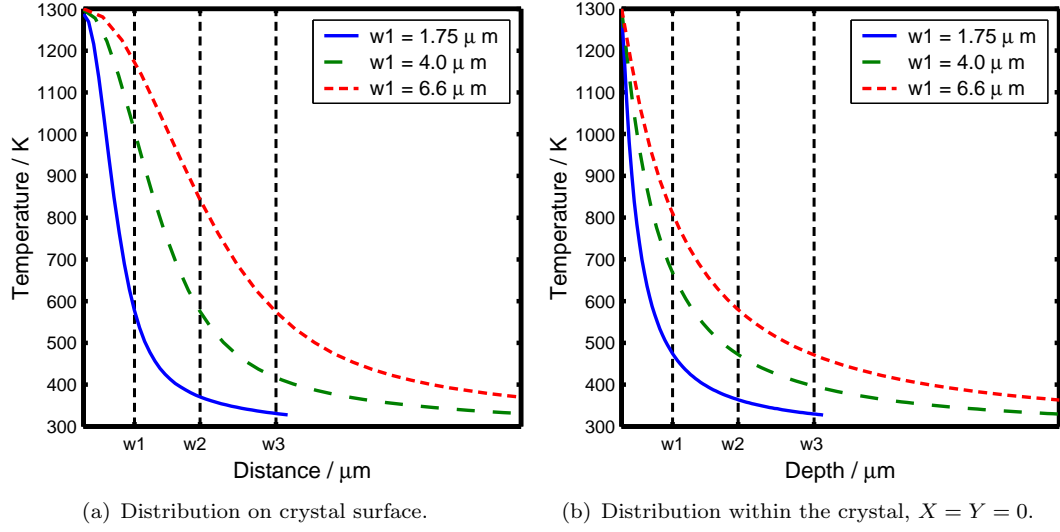 1300
1200
1100
1000
900
800
700
600
500
400
300
Temperature / K
w1 = 1.75 μ m
w1 = 4.0 μ m
w1 = 6.6 μ m
w1 w2 w3
Distance / μm
(a) Distribution on crystal surface.
1300
1200
1100
1000
900
800
700
600
500
400
300
Temperature / K
w1 = 1.75 μ m
w1 = 4.0 μ m
w1 = 6.6 μ m
w1 w2 w3
Depth / μm
(b) Distribution within the crystal, X = Y = 0.